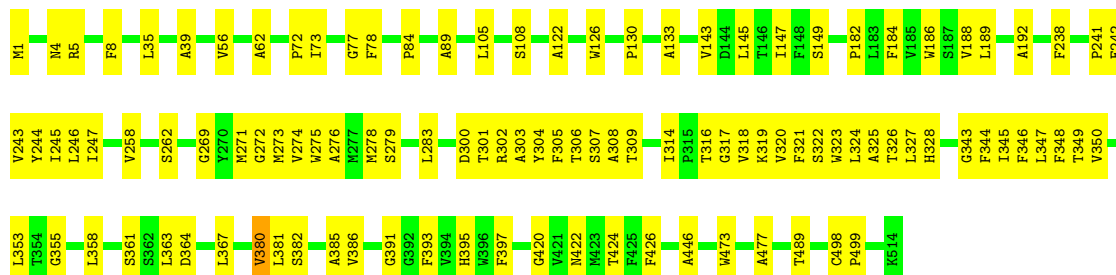 M1 N4 R5 F8 L35 A39 V56 A62 P72 I73 G77 F78 P84 A89 L105 S108 A122 W126 P130 A133 V143 D144 L145 T146 I147 F148 S149 P182 L183 F184 V185 W186 S187 V188 L189 A192 F238 P241
V243 Y244 I245 L246 I247 V258 S262 G269 Y270 M271 G272 M273 V274 W275 A276 M277 M278 S279 L283 D300 T301 R302 A303 Y304 F305 T306 S307 A308 T309 I314 P315 T316 G317 V318 K319 V320 F321 S322 W323 L324 A325 T326 L327 H328 G343 F344 I345 F346 L347 F348 T349 V350
L353 T354 G355 L358 S361 S362 L363 D364 L367 V380 L381 S382 A385 V386 G391 G392 F393 V394 H395 W396 F397 G420 V421 N422 M423 T424 F425 F426 A446 W473 A477 T489 C498 P499 K514